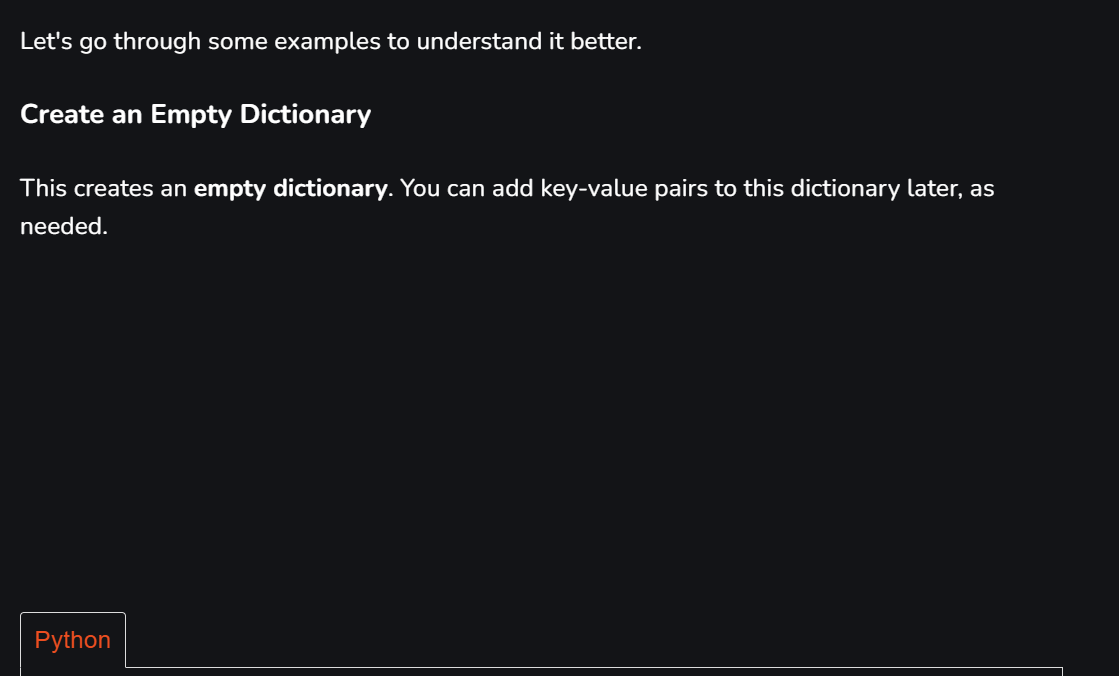 Let's go through some examples to understand it better.
Create an Empty Dictionary
This creates an empty dictionary. You can add key-value pairs to this dictionary later, as
needed.
Python